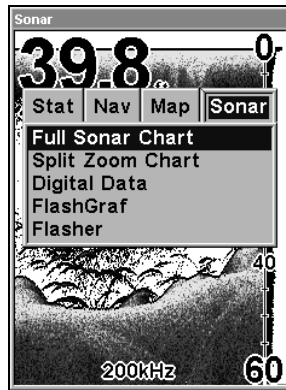 Sonar
39.8
0
Stat Nav Map Sonar
Full Sonar Chart
Split Zoom Chart
Digital Data
FlashGraf
Flasher
40
200kHz
60